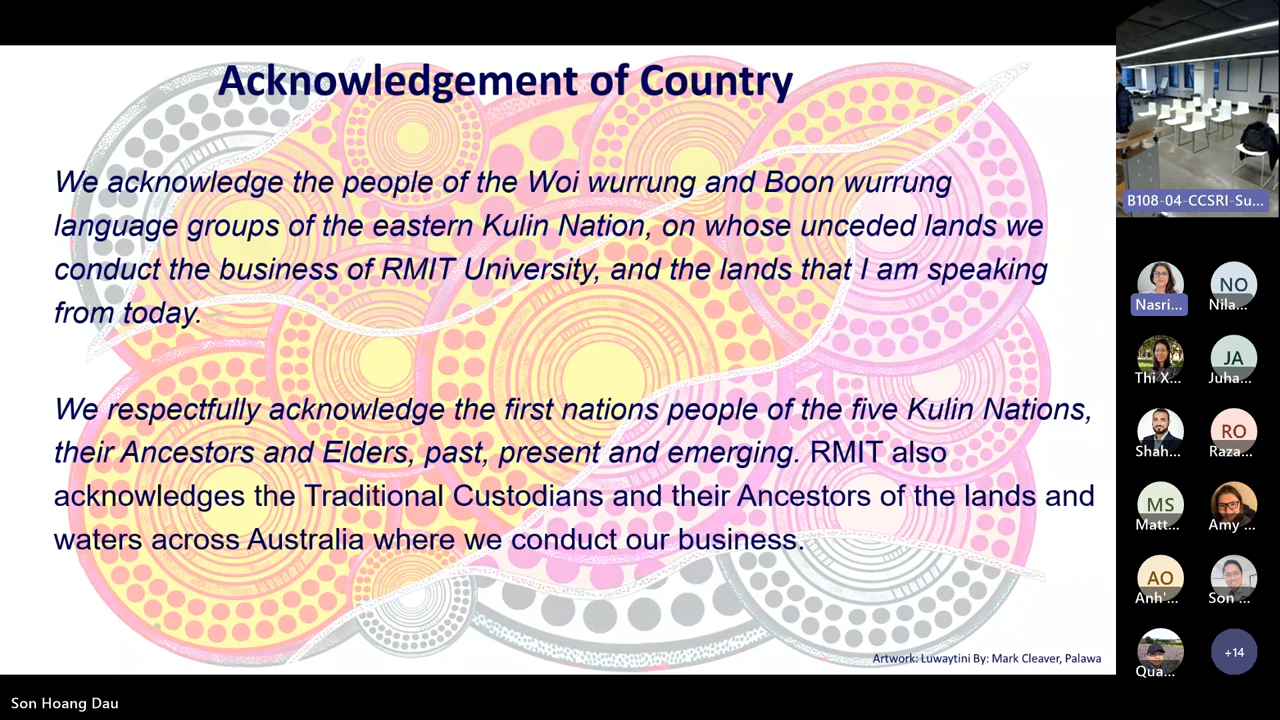 Acknowledgement of Country
We acknowledge the people of the Woi wurrung and Boon wurrung
language groups of the eastern Kulin Nation, on whose unceded lands we
conduct the business of RMIT University, and the lands that I am speaking
from today.
We respectfully acknowledge the first nations people of the five Kulin Nations,
their Ancestors and Elders, past, present and emerging. RMIT also
acknowledges the Traditional Custodians and their Ancestors of the lands and
waters across Australia where we conduct our business.
Artwork: Luwaytini By: Mark Cleaver, Palawa
B108-04-CCSRI-Su...
Nasri...
NO
Nila...
Thi X...
JA
Juha...
Shah...
RO
Raza...
MS
Matt...
Amy ...
AO
Anh'...
Son ...
Qua...
+14
Son Hoang Dau